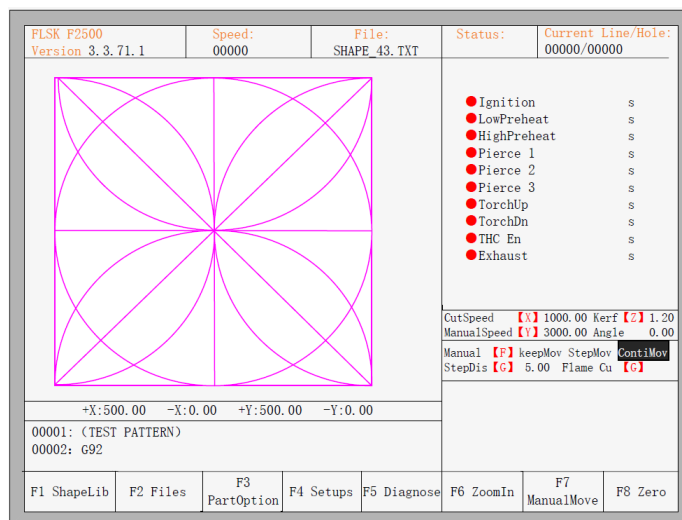 FLSK F2500 Speed: File: Status: Current Line/Hole:
Version 3.3.71.1 00000 SHAPE_43.TXT 00000/00000
Ignition s
LowPreheat s
HighPreheat s
Pierce 1 s
Pierce 2 s
Pierce 3 s
TorchUp s
TorchDn s
THC En s
Exhaust s
CutSpeed 【X】 1000.00 Kerf【Z】1.20
ManualSpeed【Y】3000.00 Angle 0.00
Manual 【F】keepMov StepMov ContiMov
StepDis【G】 5.00 Flame Cu 【G】
+X:500.00 -X:0.00 +Y:500.00 -Y:0.00
00001: (TEST PATTERN)
00002: G92
F1 ShapeLib F2 Files F3 PartOption F4 Setups F5 Diagnose F6 ZoomIn F7 ManualMove F8 Zero